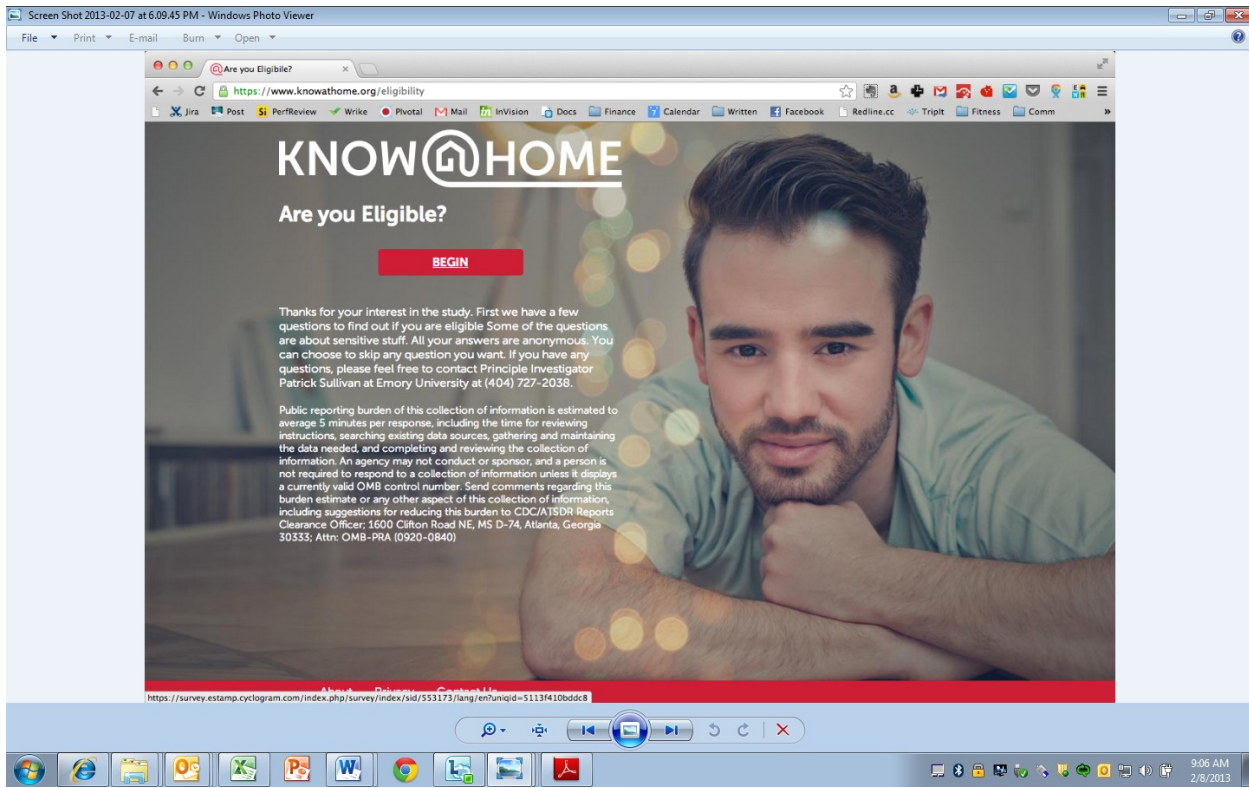 Screen Shot 2013-02-07 at 6.09.45 PM - Windows Photo Viewer
File Print E-mail Burn Open
@Are you Eligibile?
https://www.knowathome.org/eligibility
Jira Post Si PerfReview Wrike Pivotal Mail InVision Docs Finance 7 Calendar Written Facebook Redline.cc TripIt Fitness Comm »
KNOW@HOME
Are you Eligible?
BEGIN
Thanks for your interest in the study. First we have a few
questions to find out if you are eligible Some of the questions
are about sensitive stuff. All your answers are anonymous. You
can choose to skip any question you want. If you have any
questions, please feel free to contact Principle Investigator
Patrick Sullivan at Emory University at (404) 727-2038.
Public reporting burden of this collection of information is estimated to
average 5 minutes per response, including the time for reviewing
instructions, searching existing data sources, gathering and maintaining
the data needed, and completing and reviewing the collection of
information. An agency may not conduct or sponsor, and a person is
not required to respond to a collection of information unless it displays
a currently valid OMB control number. Send comments regarding this
burden estimate or any other aspect of this collection of information,
including suggestions for reducing this burden to CDC/ATSDR Reports
Clearance Officer; 1600 Clifton Road NE, MS D-74, Atlanta, Georgia
30333; Attn: OMB-PRA (0920-0840)
About Privacy Contact Us
https://survey.estamp.cyclogram.com/index.php/survey/index/sid/553173/lang/en?uniqid=5113f410bddc8
9:06 AM
2/8/2013